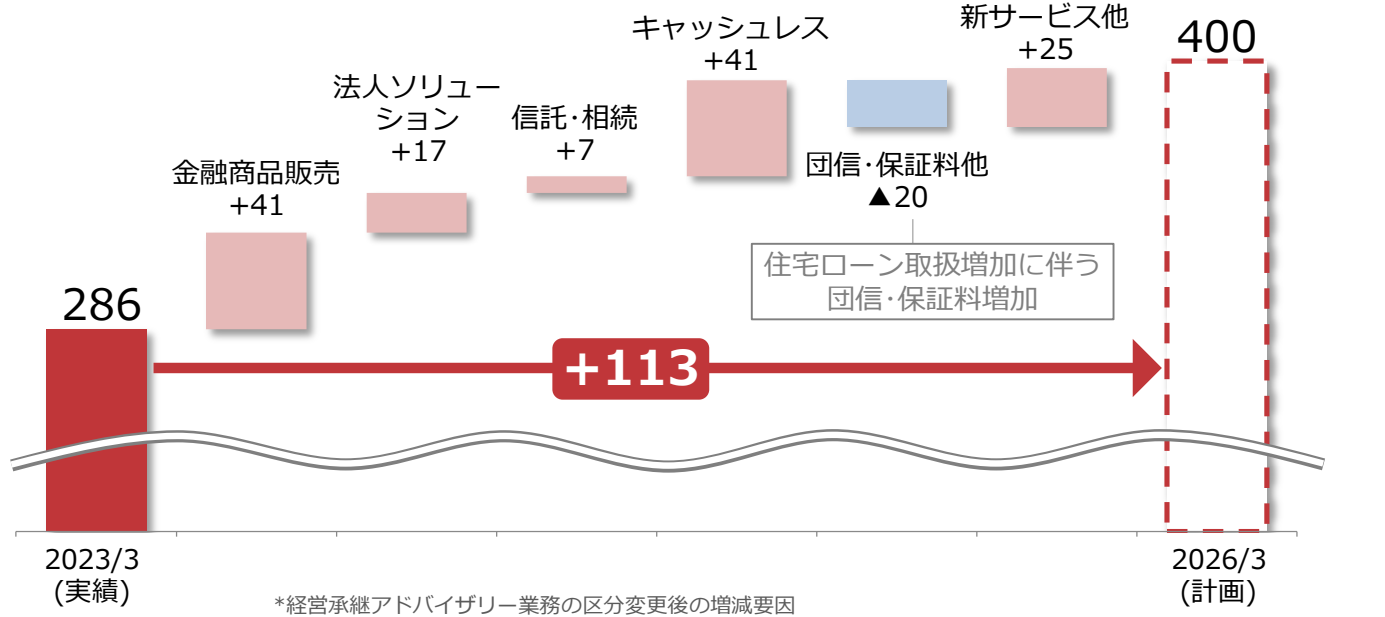 286
金融商品販売
+41
法人ソリュー
ション
+17
信託・相続
+7
キャッシュレス
+41
団信・保証料他
▲20
住宅ローン取扱増加に伴う
団信・保証料増加
新サービス他
+25
400
+113
2023/3
(実績)
2026/3
(計画)
*経営承継アドバイザリー業務の区分変更後の増減要因